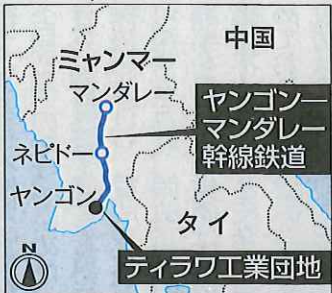 中国
ミャンマー
マンダレー
ヤンゴン―
マンダレー
幹線鉄道
ネピドー
ヤンゴン
タイ
ティラワ工業団地
N